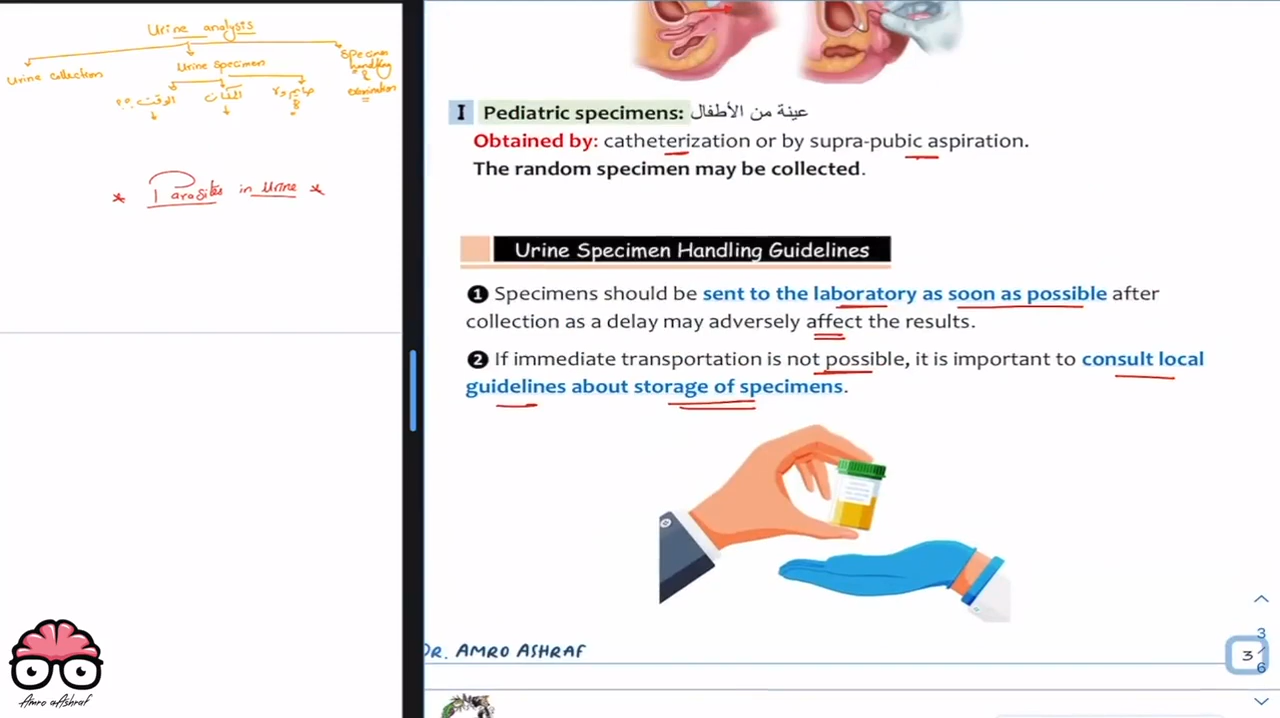 Urine analysis
Urine collection
Urine specimen
Specimen
handling
&
examination
الوقت ؟؟
* Parasites in Urine *
Amro Ashraf
I Pediatric specimens: عينة من الأطفال
Obtained by: catheterization or by supra-pubic aspiration.
The random specimen may be collected.
Urine Specimen Handling Guidelines
❶ Specimens should be sent to the laboratory as soon as possible after
collection as a delay may adversely affect the results.
❷ If immediate transportation is not possible, it is important to consult local
guidelines about storage of specimens.
DR. AMRO ASHRAF
3
3
/
6